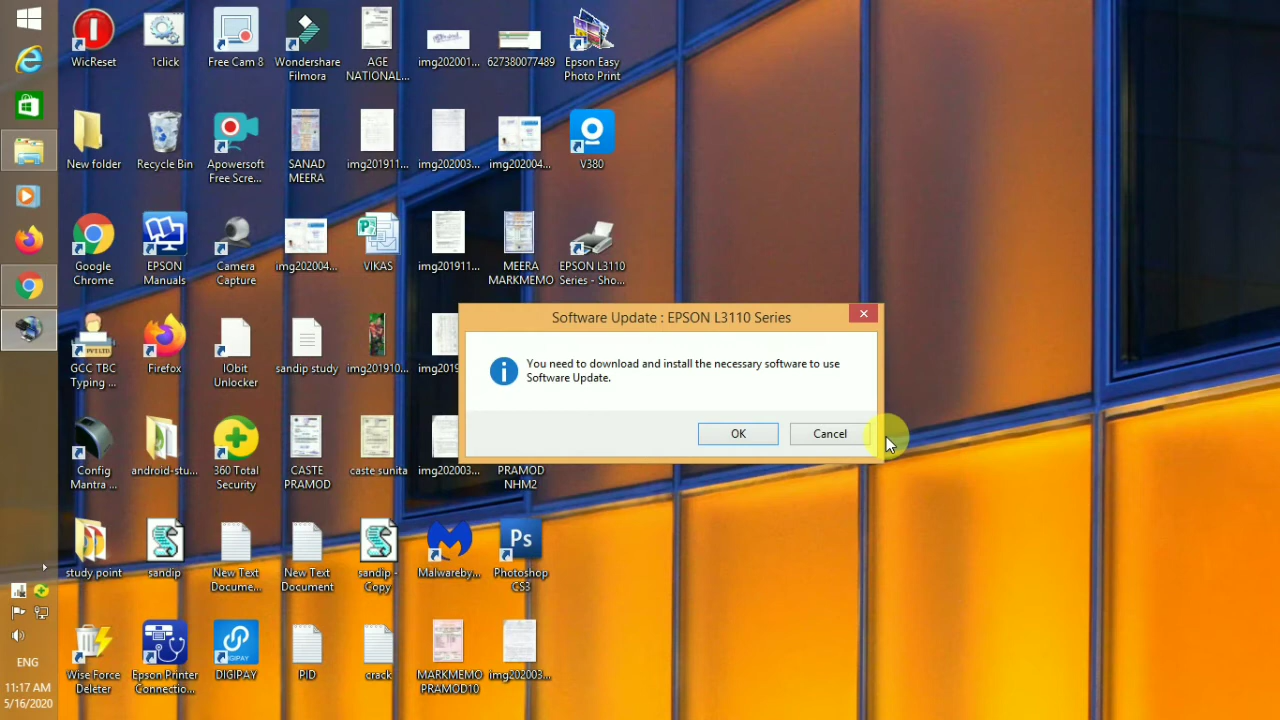 WicReset
1click
Free Cam 8
Wondershare
Filmora
AGE
NATIONAL...
img202001...
627380077489
Epson Easy
Photo Print
New folder
Recycle Bin
Apowersoft
Free Scre...
SANAD
MEERA
img201911...
img202003...
img202004...
V380
Google
Chrome
EPSON
Manuals
Camera
Capture
img202004...
VIKAS
img201911...
MEERA
MARKMEMO
EPSON L3110
Series - Sho...
Software Update : EPSON L3110 Series
You need to download and install the necessary software to use
Software Update.
OK
Cancel
PVT LTD
GCC TBC
Typing ...
Firefox
IObit
Unlocker
sandip study
img201910...
img201
Config
Mantra ...
android-stu...
360 Total
Security
CASTE
PRAMOD
caste sunita
img202003...
PRAMOD
NHM2
study point
sandip
New Text
Docume...
New Text
Document
sandip -
Copy
Malwareby...
Ps
Photoshop
CS3
Wise Force
Deleter
Epson Printer
Connectio...
DIGIPAY
DIGIPAY
PID
crack
MARKMEMO
PRAMOD10
img202003...
ENG
11:17 AM
5/16/2020